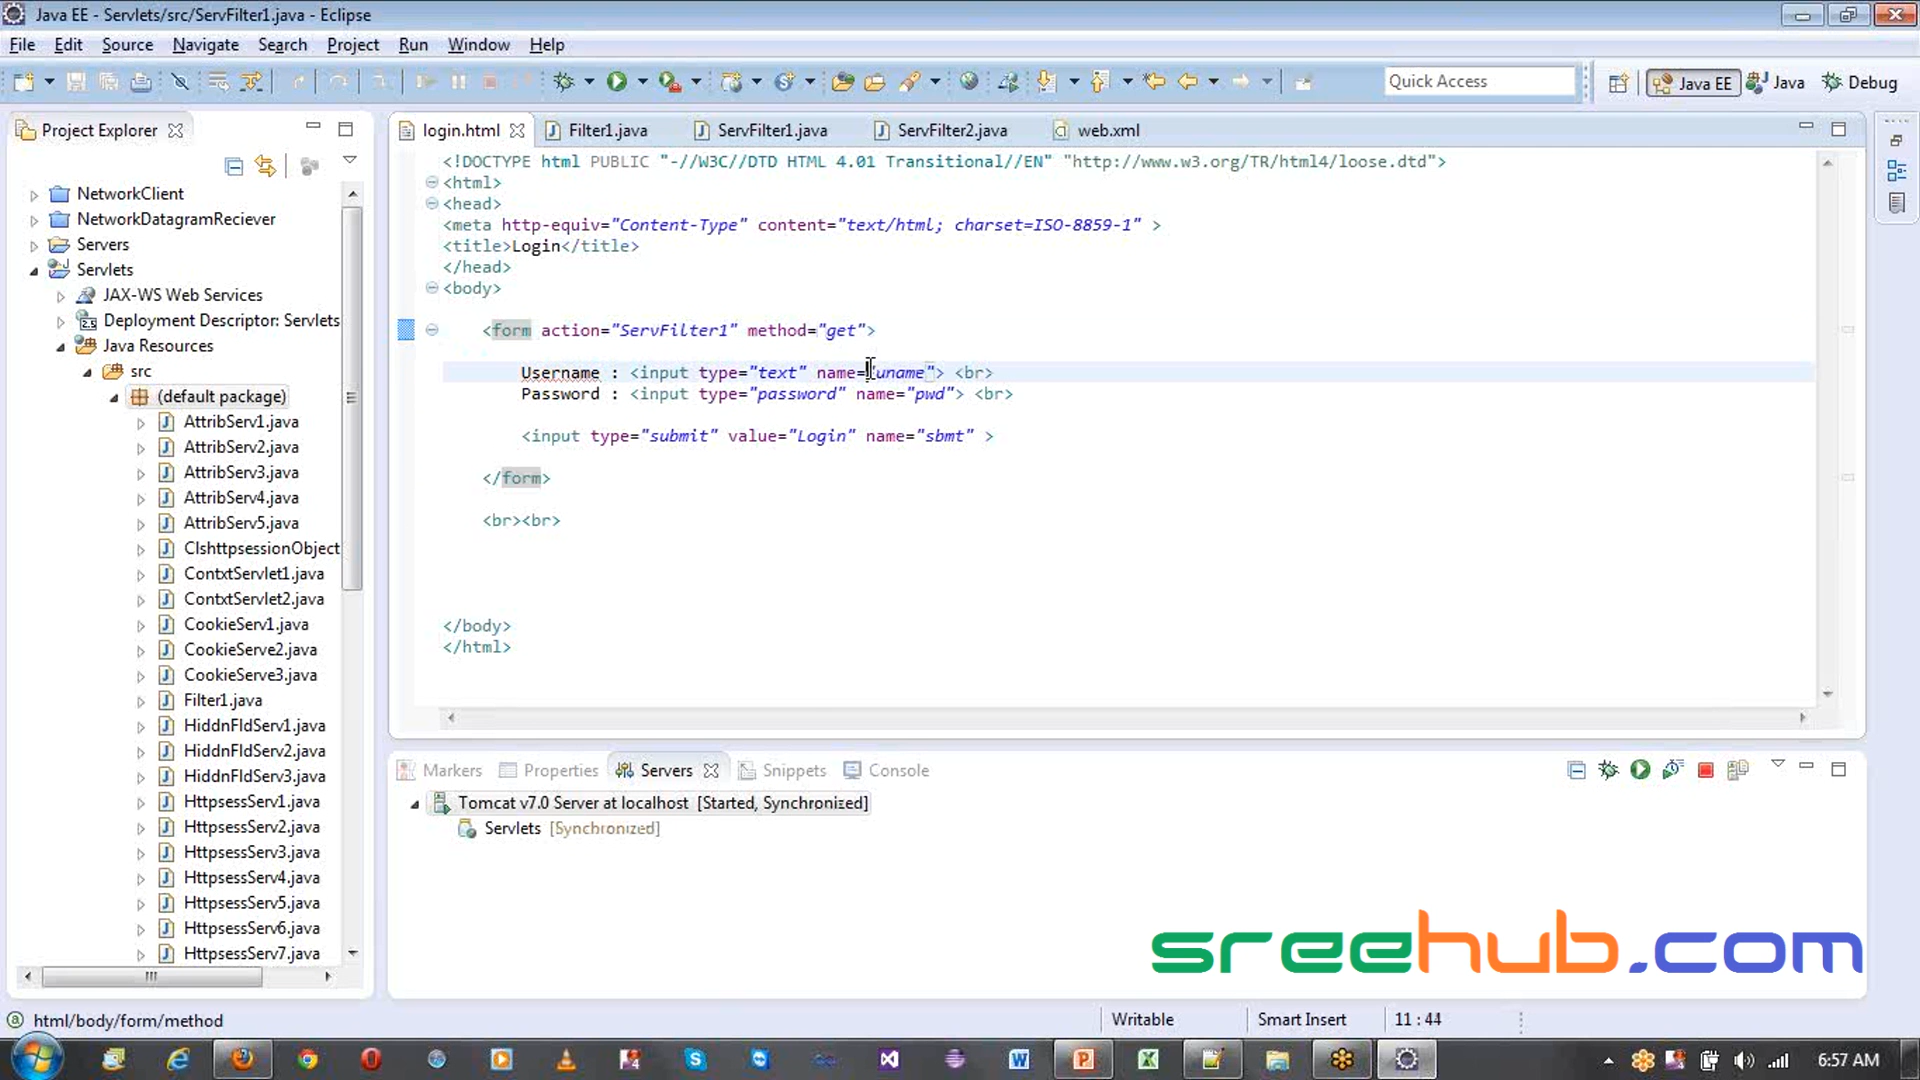 Java EE - Servlets/src/ServFilter1.java - Eclipse
File Edit Source Navigate Search Project Run Window Help
Quick Access
Java EE
Java
Debug
Project Explorer
NetworkClient
NetworkDatagramReciever
Servers
Servlets
JAX-WS Web Services
Deployment Descriptor: Servlets
Java Resources
src
(default package)
AttribServ1.java
AttribServ2.java
AttribServ3.java
AttribServ4.java
AttribServ5.java
ClshttpsessionObject
ContxtServlet1.java
ContxtServlet2.java
CookieServ1.java
CookieServe2.java
CookieServe3.java
Filter1.java
HiddnFldServ1.java
HiddnFldServ2.java
HiddnFldServ3.java
HttpsessServ1.java
HttpsessServ2.java
HttpsessServ3.java
HttpsessServ4.java
HttpsessServ5.java
HttpsessServ6.java
HttpsessServ7.java
login.html Filter1.java ServFilter1.java ServFilter2.java web.xml
<!DOCTYPE html PUBLIC "-//W3C//DTD HTML 4.01 Transitional//EN" "http://www.w3.org/TR/html4/loose.dtd">
<html>
<head>
<meta http-equiv="Content-Type" content="text/html; charset=ISO-8859-1" >
<title>Login</title>
</head>
<body>
<form action="ServFilter1" method="get">
Username : <input type="text" name="uname"> <br>
Password : <input type="password" name="pwd"> <br>
<input type="submit" value="Login" name="sbmt" >
</form>
<br><br>
</body>
</html>
Markers Properties Servers Snippets Console
Tomcat v7.0 Server at localhost [Started, Synchronized]
Servlets [Synchronized]
sreehub.com
html/body/form/method
Writable
Smart Insert
11 : 44
6:57 AM